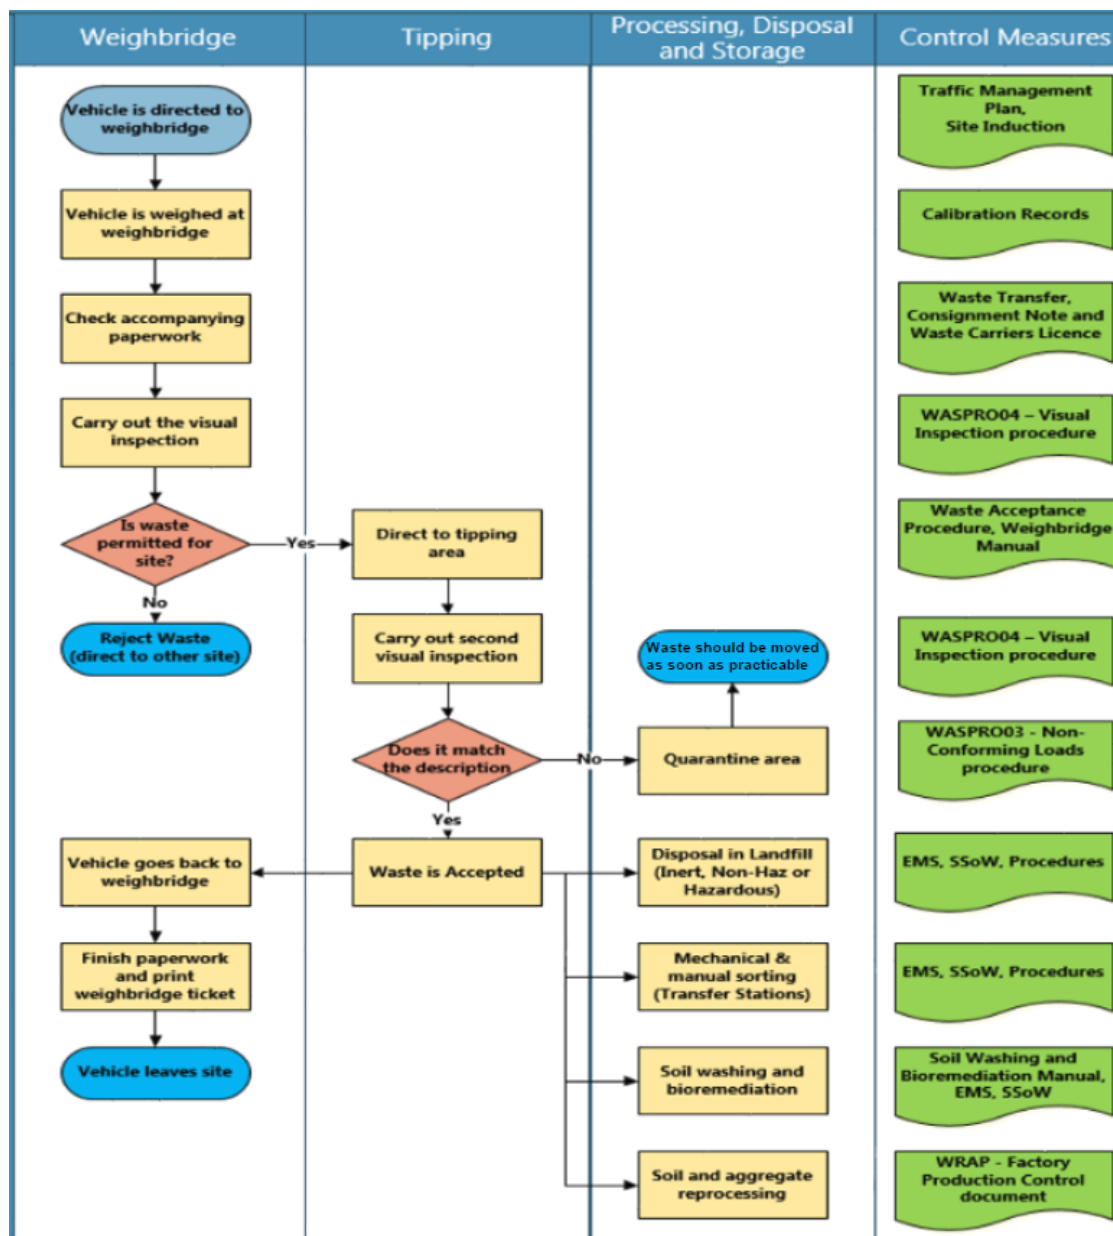 Weighbridge
Tipping
Processing, Disposal
and Storage
Control Measures
Vehicle is directed to
weighbridge
Traffic Management
Plan,
Site Induction
Vehicle is weighed at
weighbridge
Calibration Records
Check accompanying
paperwork
Waste Transfer,
Consignment Note and
Waste Carriers Licence
Carry out the visual
inspection
WASPRO04 – Visual
Inspection procedure
Is waste
permitted for
site?
Yes
Direct to tipping
area
Waste Acceptance
Procedure, Weighbridge
Manual
No
Reject Waste
(direct to other site)
Carry out second
visual inspection
Waste should be moved
as soon as practicable
WASPRO04 – Visual
Inspection procedure
Does it match
the description
No
Quarantine area
WASPRO03 - Non-
Conforming Loads
procedure
Yes
Vehicle goes back to
weighbridge
Waste is Accepted
Disposal in Landfill
(Inert, Non-Haz or
Hazardous)
EMS, SSoW, Procedures
Finish paperwork
and print
weighbridge ticket
Mechanical &
manual sorting
(Transfer Stations)
EMS, SSoW, Procedures
Vehicle leaves site
Soil washing and
bioremediation
Soil Washing and
Bioremediation Manual,
EMS, SSoW
Soil and aggregate
reprocessing
WRAP - Factory
Production Control
document